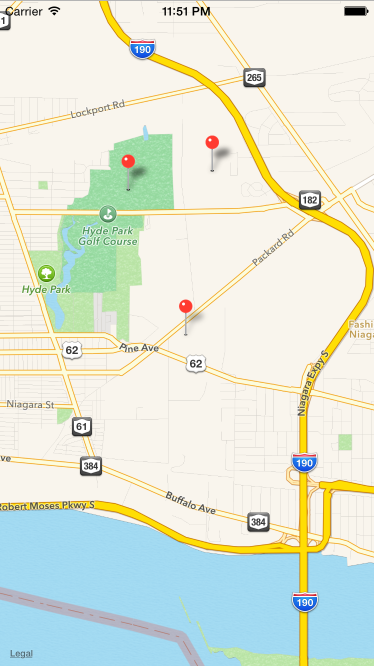 Carrier 11:51 PM
1
190
265
Lockport Rd
182
Hyde Park
Golf Course
Packard Rd
Hyde Park
Fashi
Niaga
Pine Ave
62
62
Niagara Expy S
Niagara St
61
ve
384
190
Buffalo Ave
Robert Moses Pkwy S
384
190
Legal